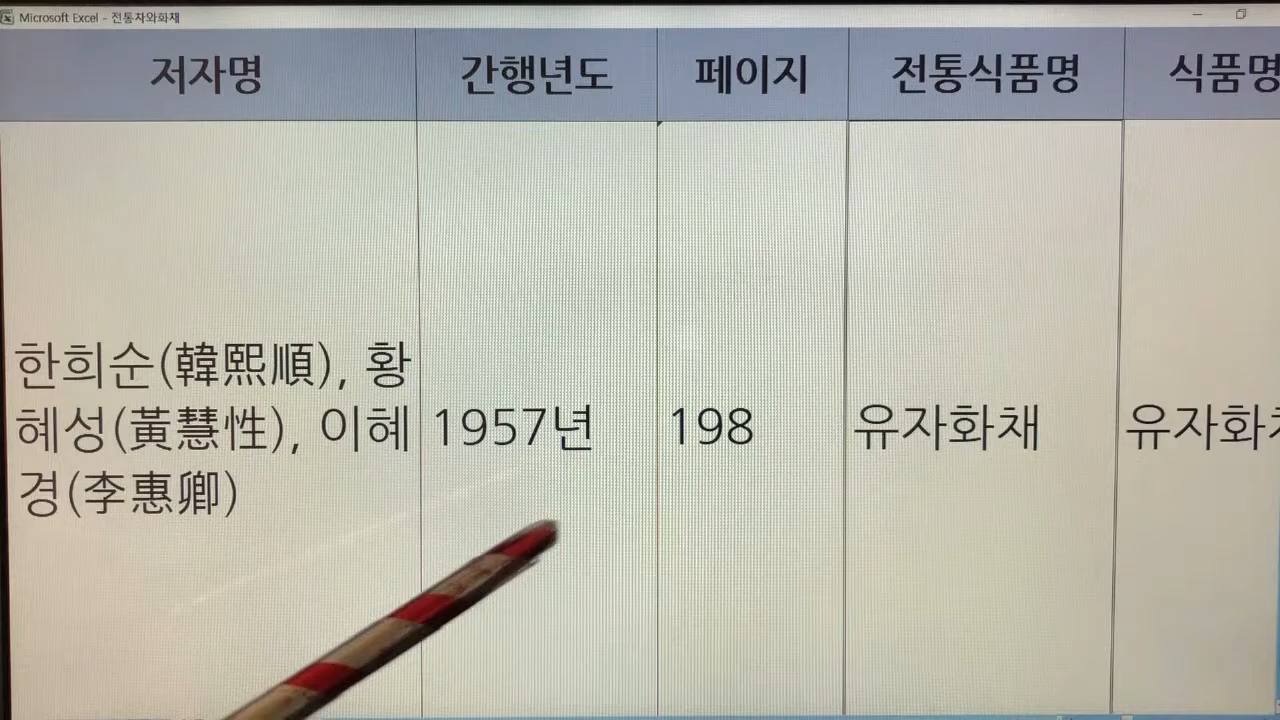 Microsoft Excel - 전통차와화채
저자명 간행년도 페이지 전통식품명 식품명
한희순(韓熙順), 황
혜성(黃慧性), 이혜
경(李惠卿)
1957년
198
유자화채
유자화채